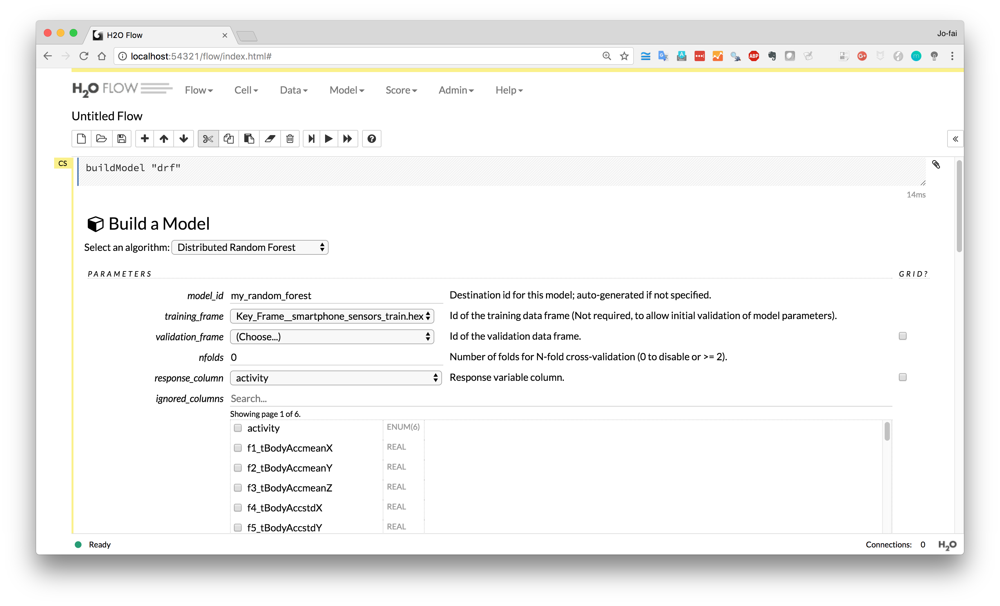 H2O Flow
Jo-fai
localhost:54321/flow/index.html#
ABP
G+
m
H2O FLOW
Flow
Cell
Data
Model
Score
Admin
Help
Untitled Flow
CS
buildModel "drf"
14ms
Build a Model
Select an algorithm: Distributed Random Forest
PARAMETERS
GRID?
model_id my_random_forest Destination id for this model; auto-generated if not specified.
training_frame Key_Frame__smartphone_sensors_train.hex Id of the training data frame (Not required, to allow initial validation of model parameters).
validation_frame (Choose...) Id of the validation data frame.
nfolds 0 Number of folds for N-fold cross-validation (0 to disable or >= 2).
response_column activity Response variable column.
ignored_columns Search...
Showing page 1 of 6.
activity ENUM(6)
f1_tBodyAccmeanX REAL
f2_tBodyAccmeanY REAL
f3_tBodyAccmeanZ REAL
f4_tBodyAccstdX REAL
f5_tBodyAccstdY REAL
Ready
Connections: 0 H2O